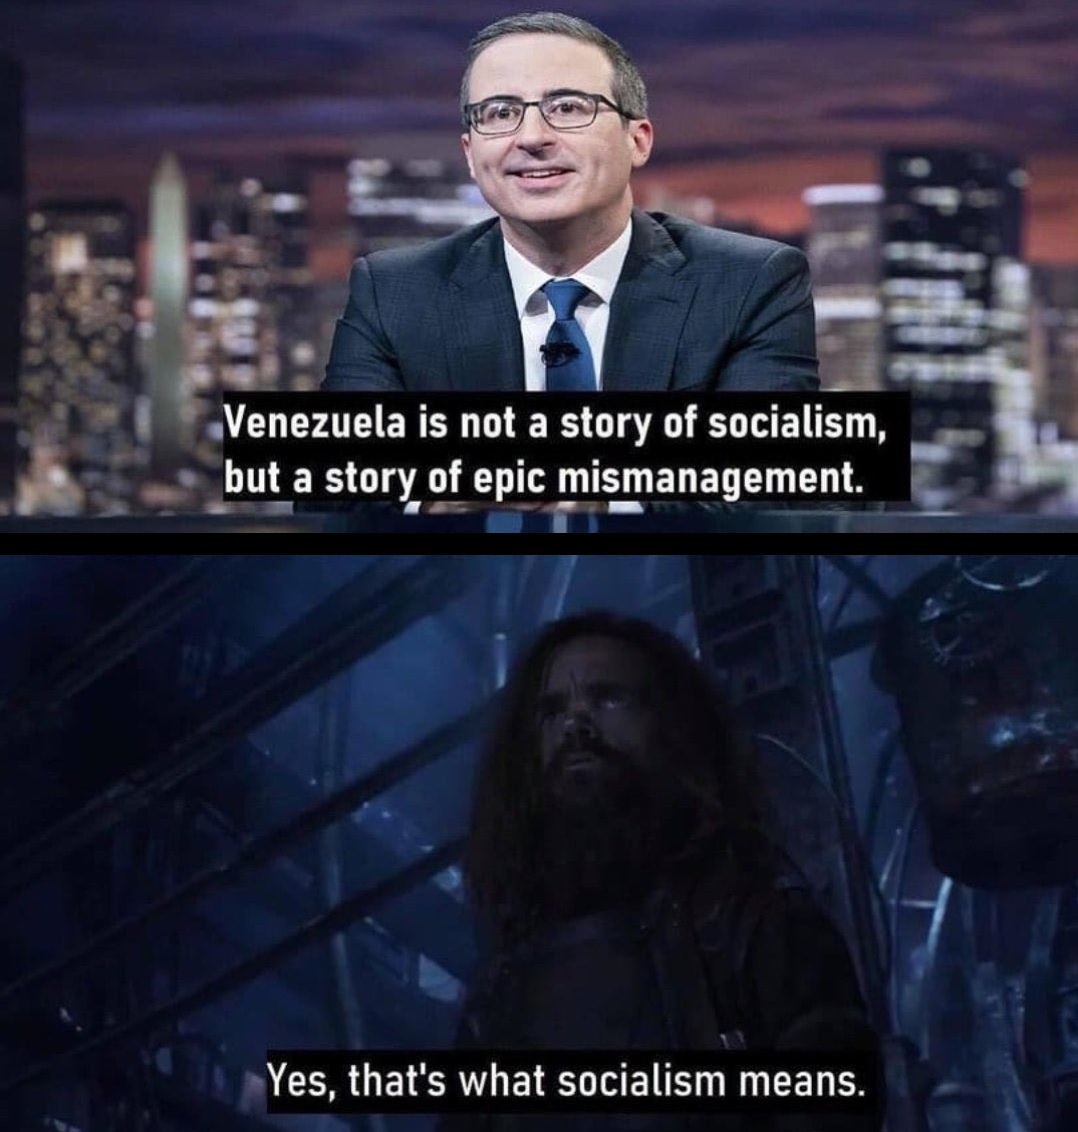 Venezuela is not a story of socialism,
but a story of epic mismanagement.
Yes, that's what socialism means.